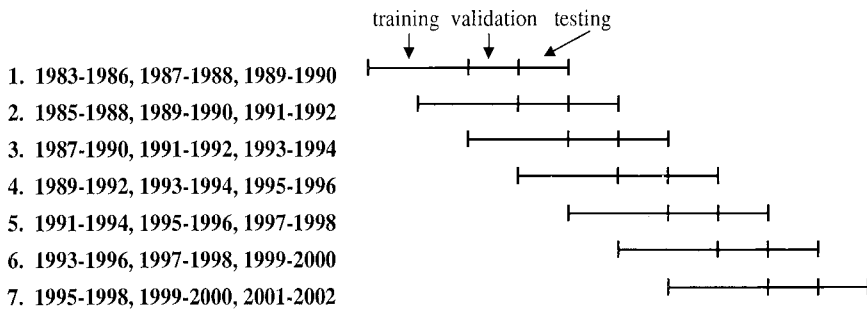 training validation testing
1. 1983-1986, 1987-1988, 1989-1990
2. 1985-1988, 1989-1990, 1991-1992
3. 1987-1990, 1991-1992, 1993-1994
4. 1989-1992, 1993-1994, 1995-1996
5. 1991-1994, 1995-1996, 1997-1998
6. 1993-1996, 1997-1998, 1999-2000
7. 1995-1998, 1999-2000, 2001-2002